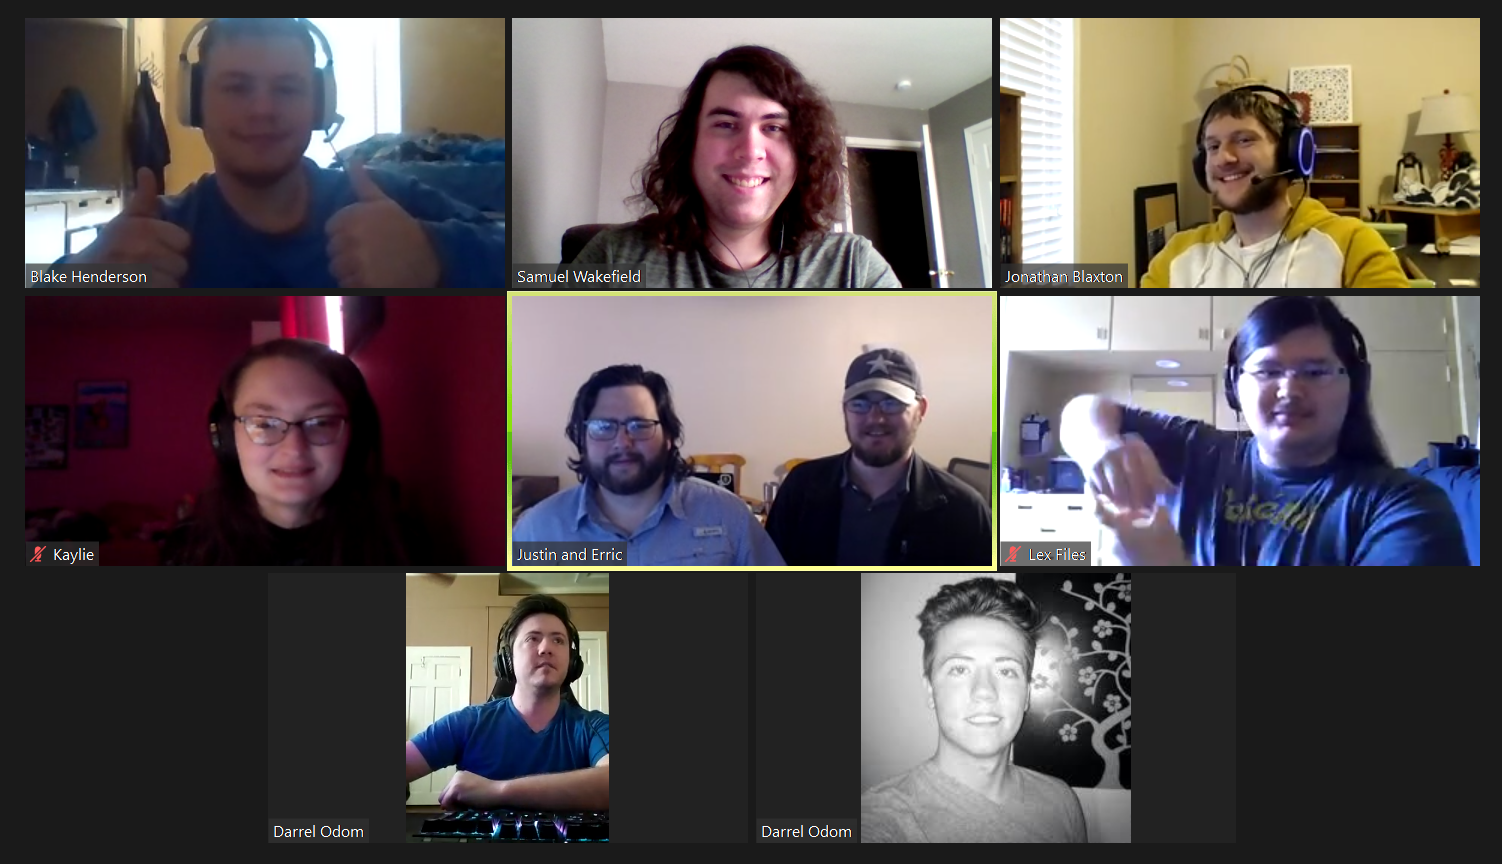 Blake Henderson
Samuel Wakefield
Jonathan Blaxton
Kaylie
Justin and Erric
Lex Files
Darrel Odom
Darrel Odom